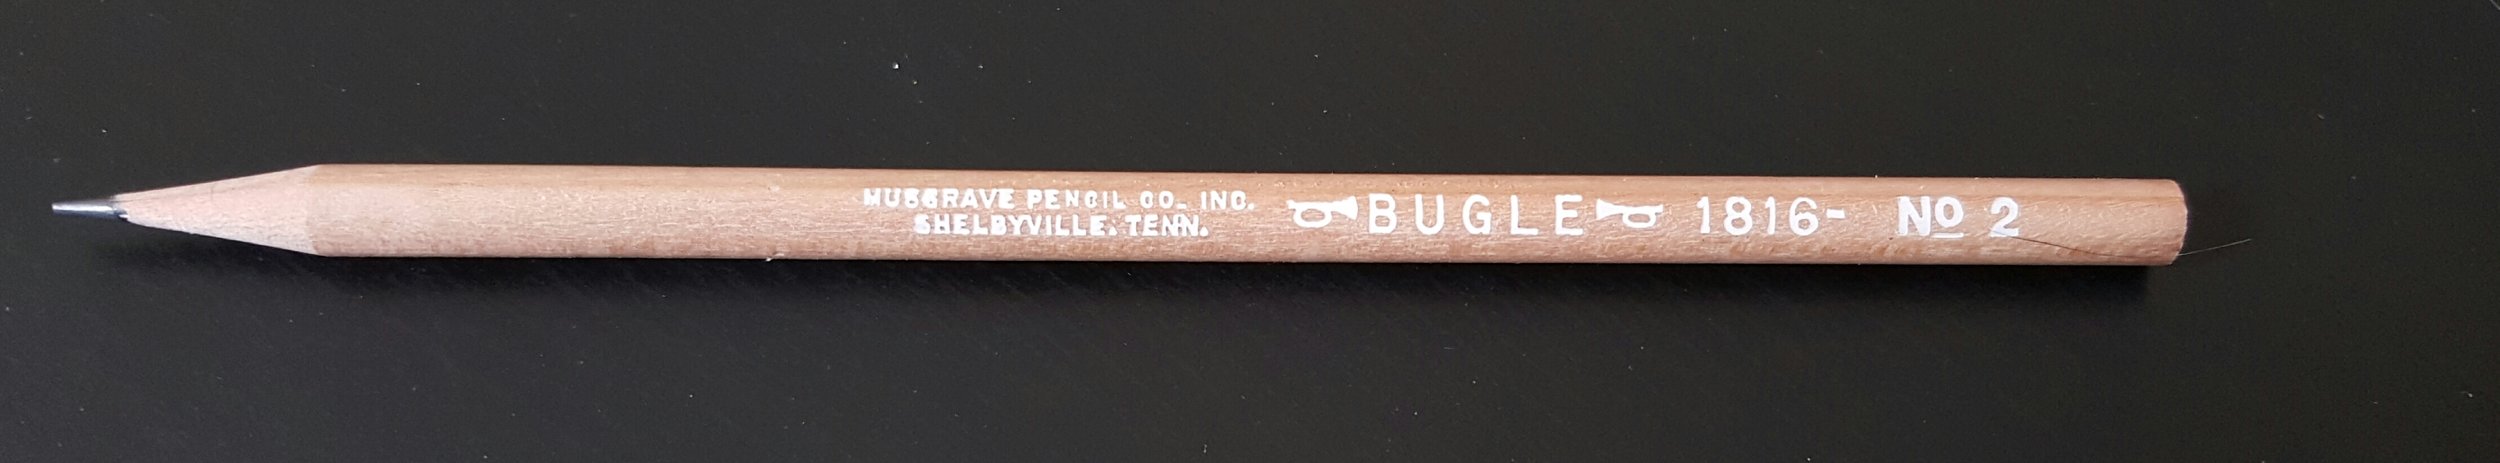 MUSGRAVE PENCIL CO. INC.
SHELBYVILLE. TENN.
BUGLE 1816- No 2